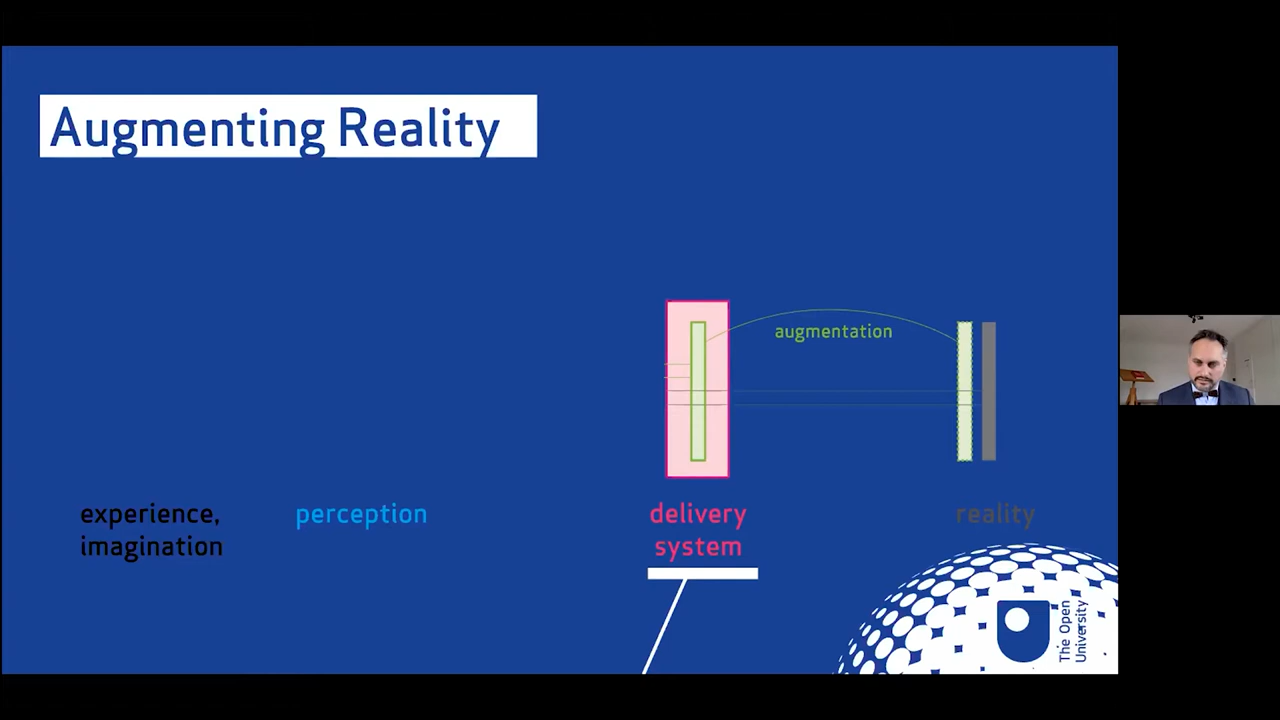 Augmenting Reality
augmentation
experience,
imagination
perception
delivery
system
reality
The Open
University